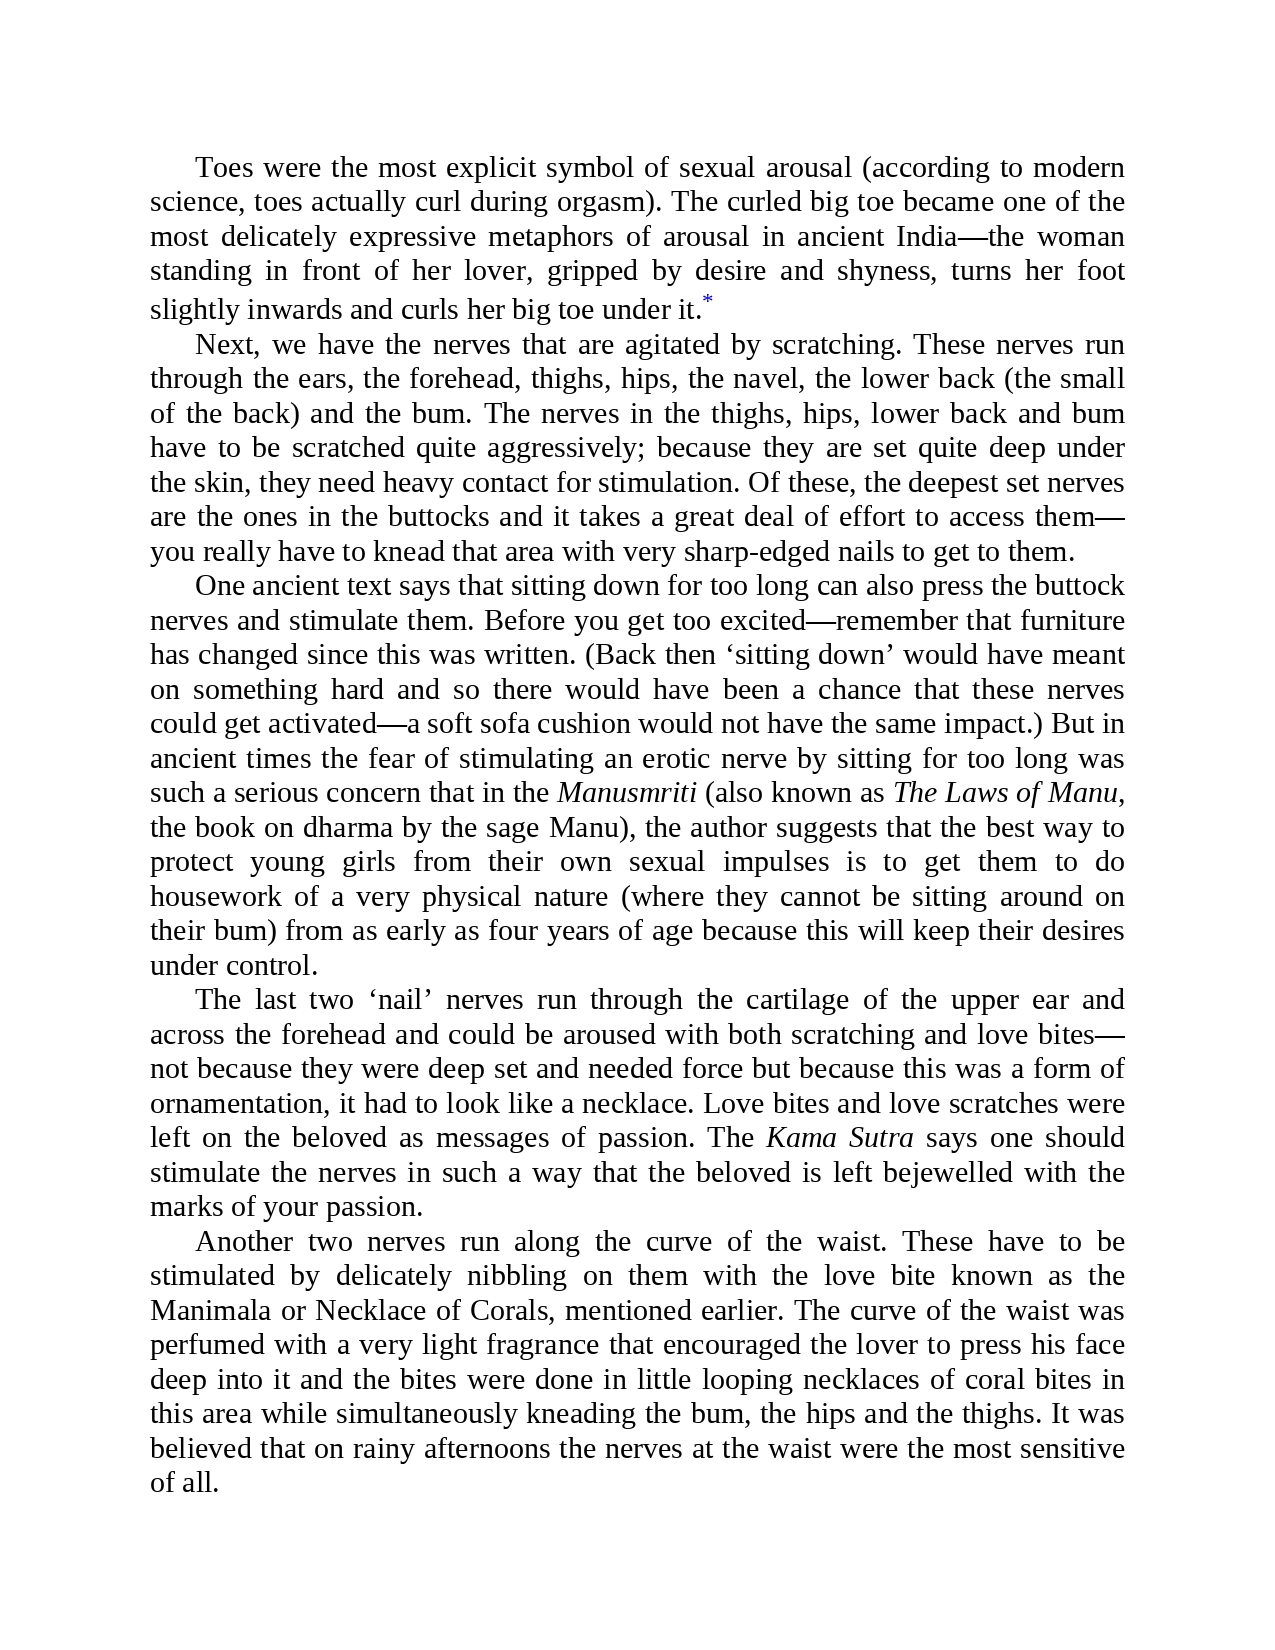 Toes were the most explicit symbol of sexual arousal (according to modern
science, toes actually curl during orgasm). The curled big toe became one of the
most delicately expressive metaphors of arousal in ancient India—the woman
standing in front of her lover, gripped by desire and shyness, turns her foot
slightly inwards and curls her big toe under it.*
Next, we have the nerves that are agitated by scratching. These nerves run
through the ears, the forehead, thighs, hips, the navel, the lower back (the small
of the back) and the bum. The nerves in the thighs, hips, lower back and bum
have to be scratched quite aggressively; because they are set quite deep under
the skin, they need heavy contact for stimulation. Of these, the deepest set nerves
are the ones in the buttocks and it takes a great deal of effort to access them—
you really have to knead that area with very sharp-edged nails to get to them.
One ancient text says that sitting down for too long can also press the buttock
nerves and stimulate them. Before you get too excited—remember that furniture
has changed since this was written. (Back then ‘sitting down’ would have meant
on something hard and so there would have been a chance that these nerves
could get activated—a soft sofa cushion would not have the same impact.) But in
ancient times the fear of stimulating an erotic nerve by sitting for too long was
such a serious concern that in the Manusmriti (also known as The Laws of Manu,
the book on dharma by the sage Manu), the author suggests that the best way to
protect young girls from their own sexual impulses is to get them to do
housework of a very physical nature (where they cannot be sitting around on
their bum) from as early as four years of age because this will keep their desires
under control.
The last two ‘nail’ nerves run through the cartilage of the upper ear and
across the forehead and could be aroused with both scratching and love bites—
not because they were deep set and needed force but because this was a form of
ornamentation, it had to look like a necklace. Love bites and love scratches were
left on the beloved as messages of passion. The Kama Sutra says one should
stimulate the nerves in such a way that the beloved is left bejewelled with the
marks of your passion.
Another two nerves run along the curve of the waist. These have to be
stimulated by delicately nibbling on them with the love bite known as the
Manimala or Necklace of Corals, mentioned earlier. The curve of the waist was
perfumed with a very light fragrance that encouraged the lover to press his face
deep into it and the bites were done in little looping necklaces of coral bites in
this area while simultaneously kneading the bum, the hips and the thighs. It was
believed that on rainy afternoons the nerves at the waist were the most sensitive
of all.